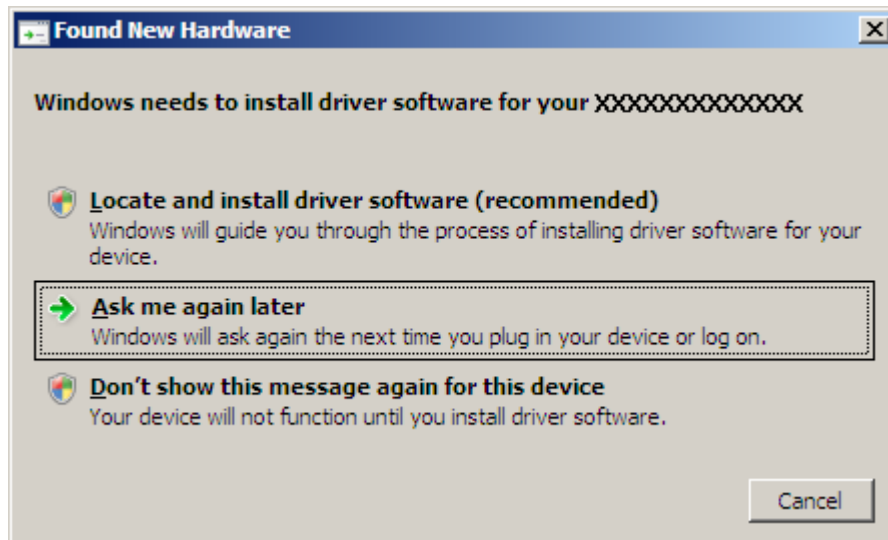 Found New Hardware
Windows needs to install driver software for your XXXXXXXXXXXXXX
Locate and install driver software (recommended)
Windows will guide you through the process of installing driver software for your
device.
Ask me again later
Windows will ask again the next time you plug in your device or log on.
Don't show this message again for this device
Your device will not function until you install driver software.
Cancel